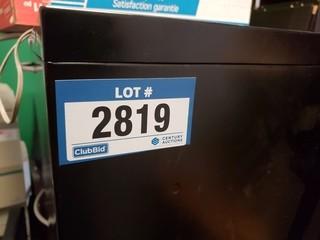 Satisfaction garantie
LOT #
2819
ClubBid
CENTURY
AUCTIONS